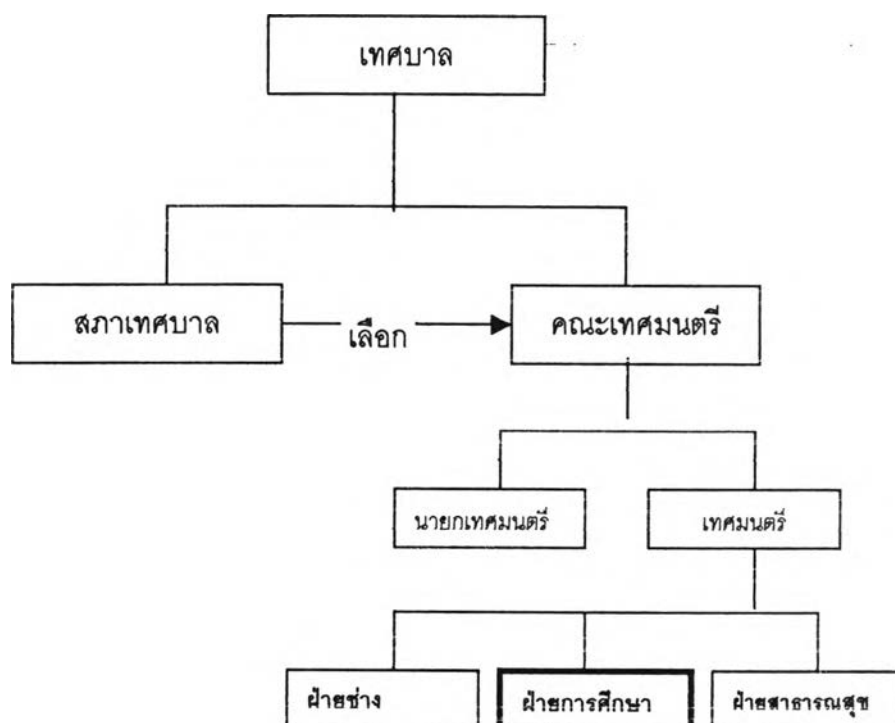 เทศบาล
สภาเทศบาล เลือก คณะเทศมนตรี
นายกเทศมนตรี เทศมนตรี
ฝ่ายช่าง ฝ่ายการศึกษา ฝ่ายสาธารณสุข